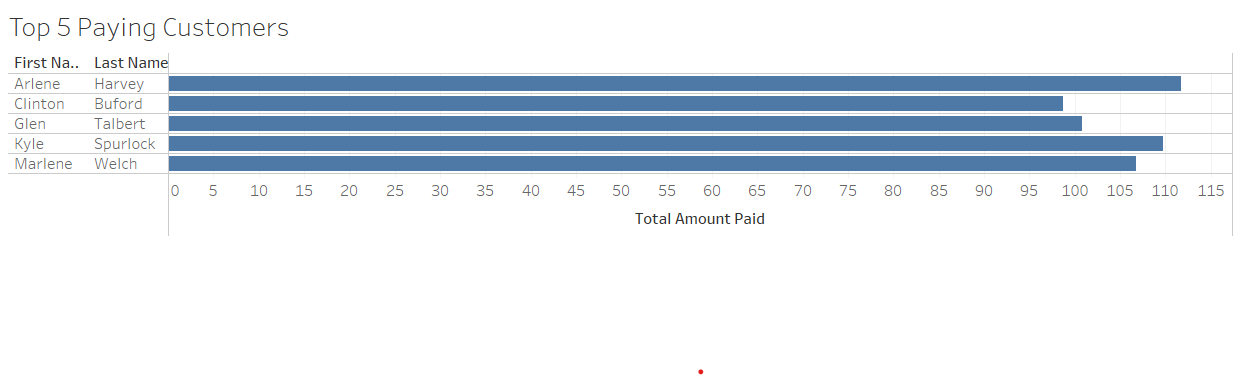 Top 5 Paying Customers
First Na.. Last Name
Arlene Harvey
Clinton Buford
Glen Talbert
Kyle Spurlock
Marlene Welch
0 5 10 15 20 25 30 35 40 45 50 55 60 65 70 75 80 85 90 95 100 105 110 115
Total Amount Paid